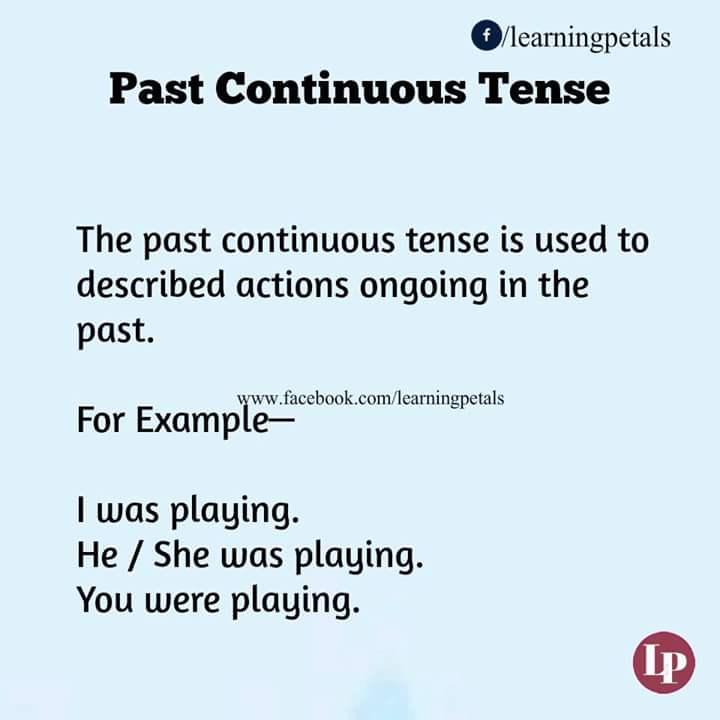 /learningpetals
Past Continuous Tense
The past continuous tense is used to
described actions ongoing in the
past.
www.facebook.com/learningpetals
For Example—
I was playing.
He / She was playing.
You were playing.
LP